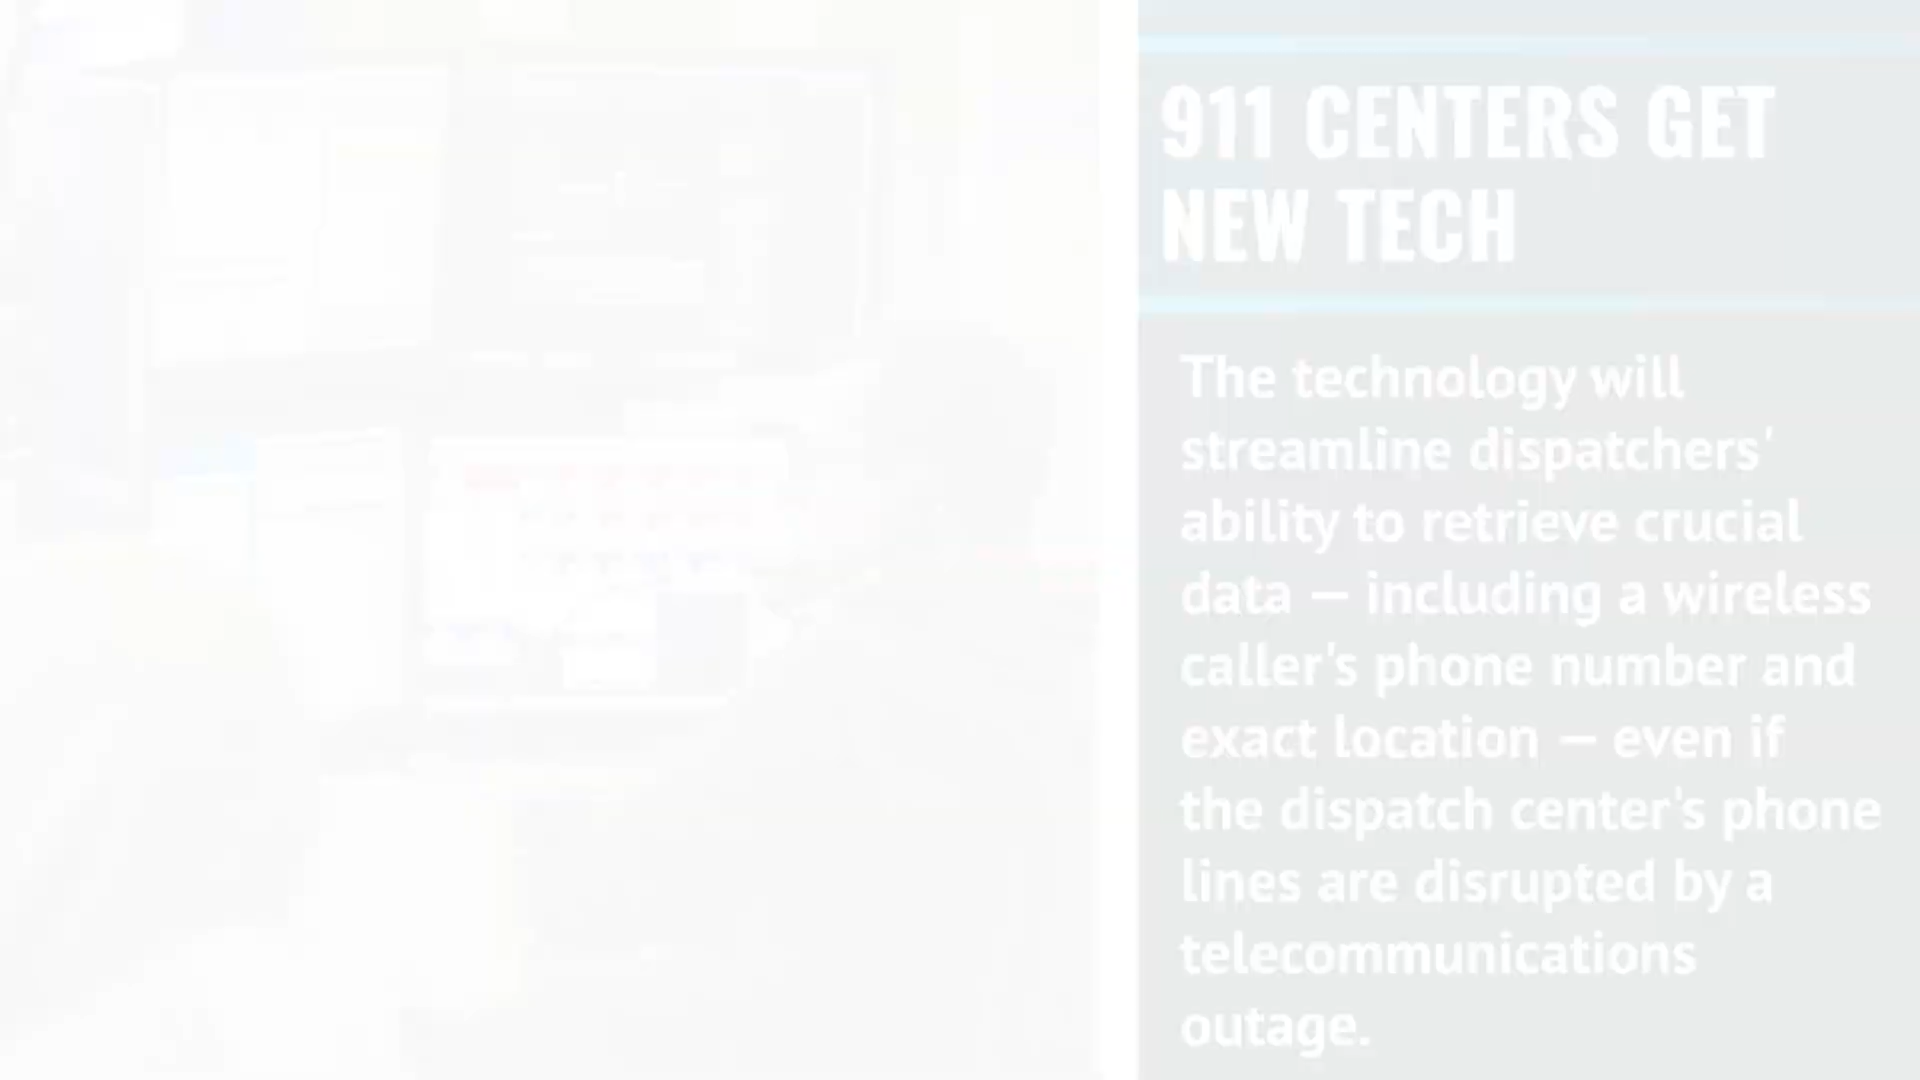 911 CENTERS GET
NEW TECH
The technology will
streamline dispatchers'
ability to retrieve crucial
data — including a wireless
caller's phone number and
exact location — even if
the dispatch center's phone
lines are disrupted by a
telecommunications
outage.